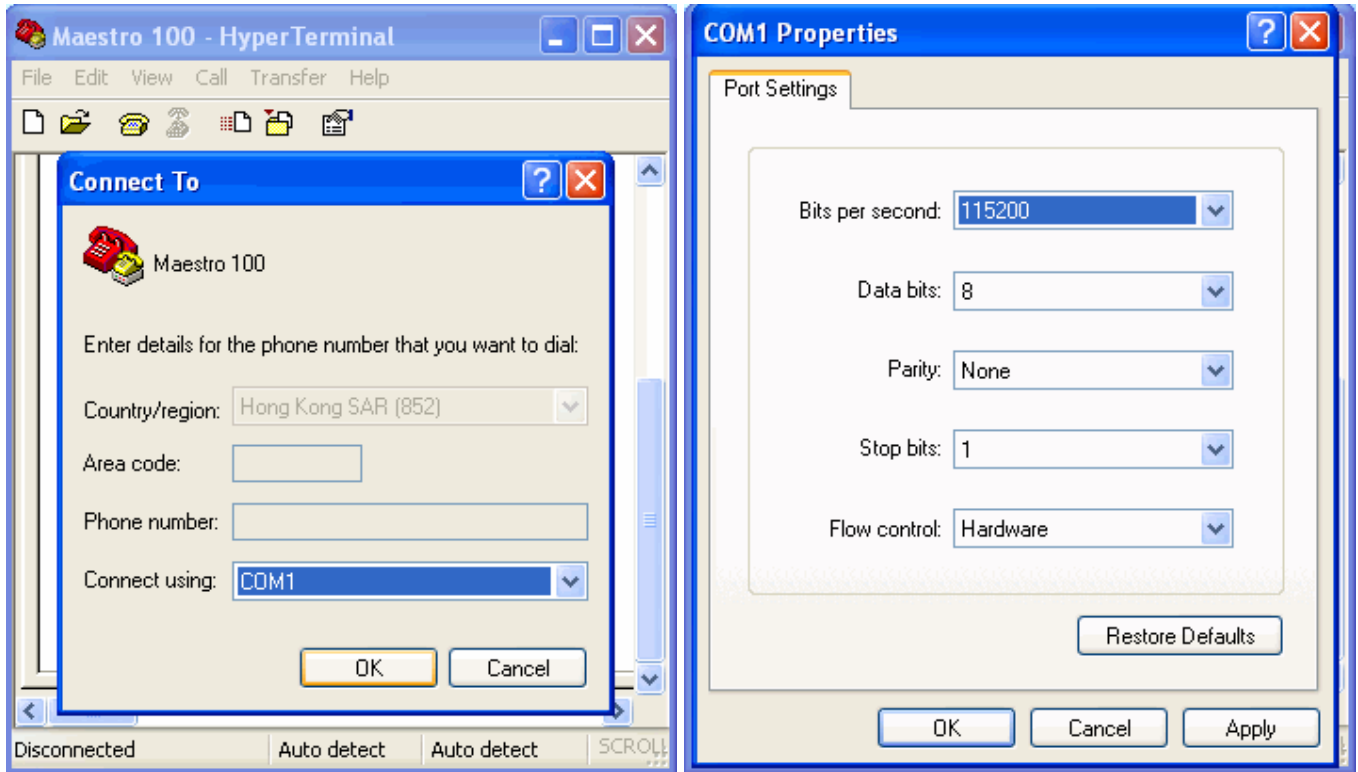 Maestro 100 - HyperTerminal
File Edit View Call Transfer Help
Connect To
Maestro 100
Enter details for the phone number that you want to dial:
Country/region: Hong Kong SAR (852)
Area code:
Phone number:
Connect using: COM1
OK Cancel
Disconnected Auto detect Auto detect SCROLL
COM1 Properties
Port Settings
Bits per second: 115200
Data bits: 8
Parity: None
Stop bits: 1
Flow control: Hardware
Restore Defaults
OK Cancel Apply